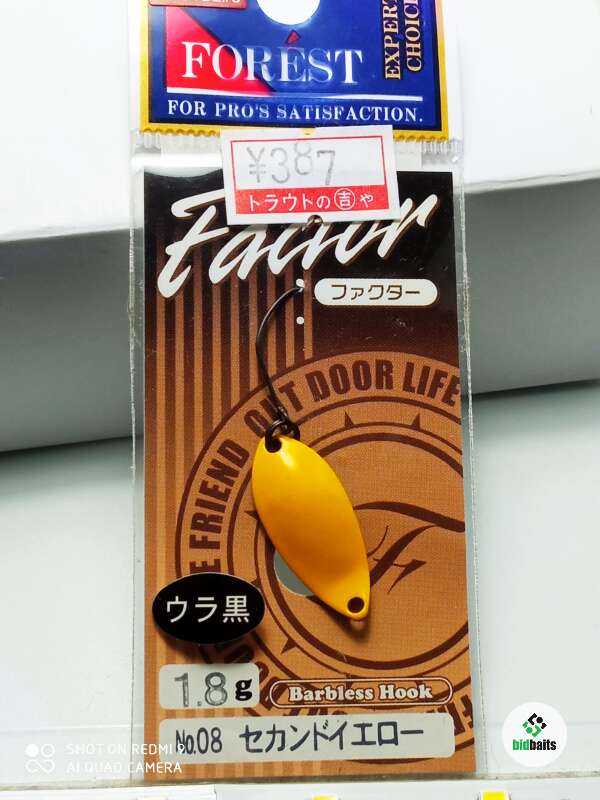 FORÉST
EXPERT CHOICE
FOR PRO'S SATISFACTION.
¥387
トラウトの㊂や
Factor
ファクター
FRIEND OUT DOOR LIFE
ウラ黒
1.8g
Barbless Hook
No.08 セカンドイエロー
SHOT ON REDMI 9
AI QUAD CAMERA
bidbaits